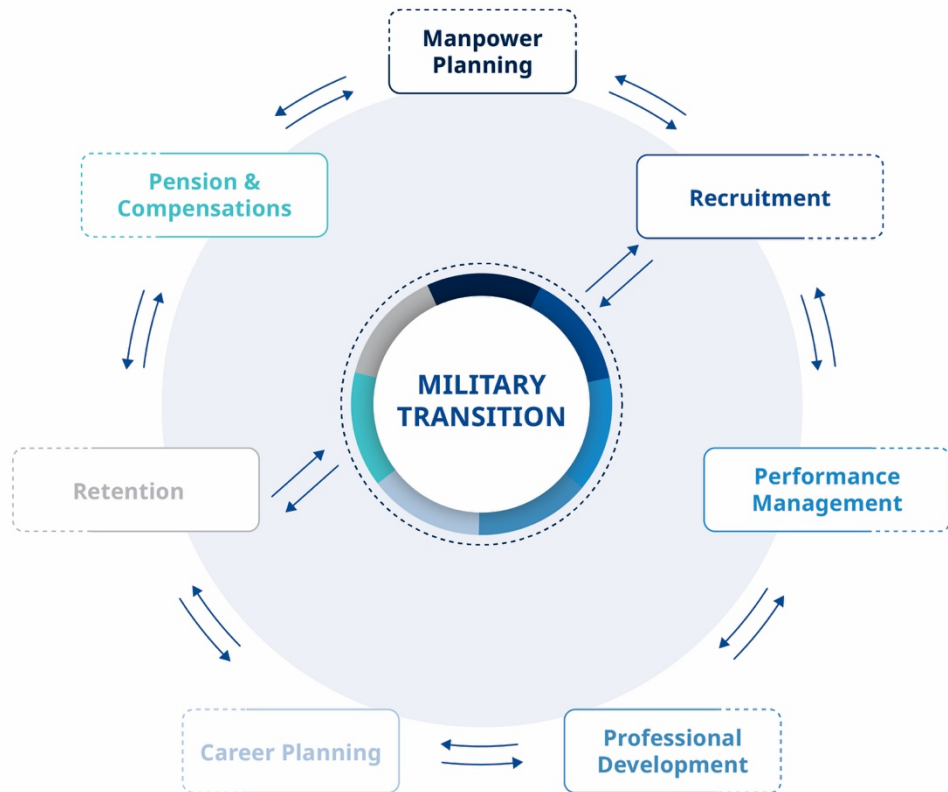 Manpower
Planning
Pension &
Compensations
Recruitment
MILITARY
TRANSITION
Retention
Performance
Management
Career Planning
Professional
Development